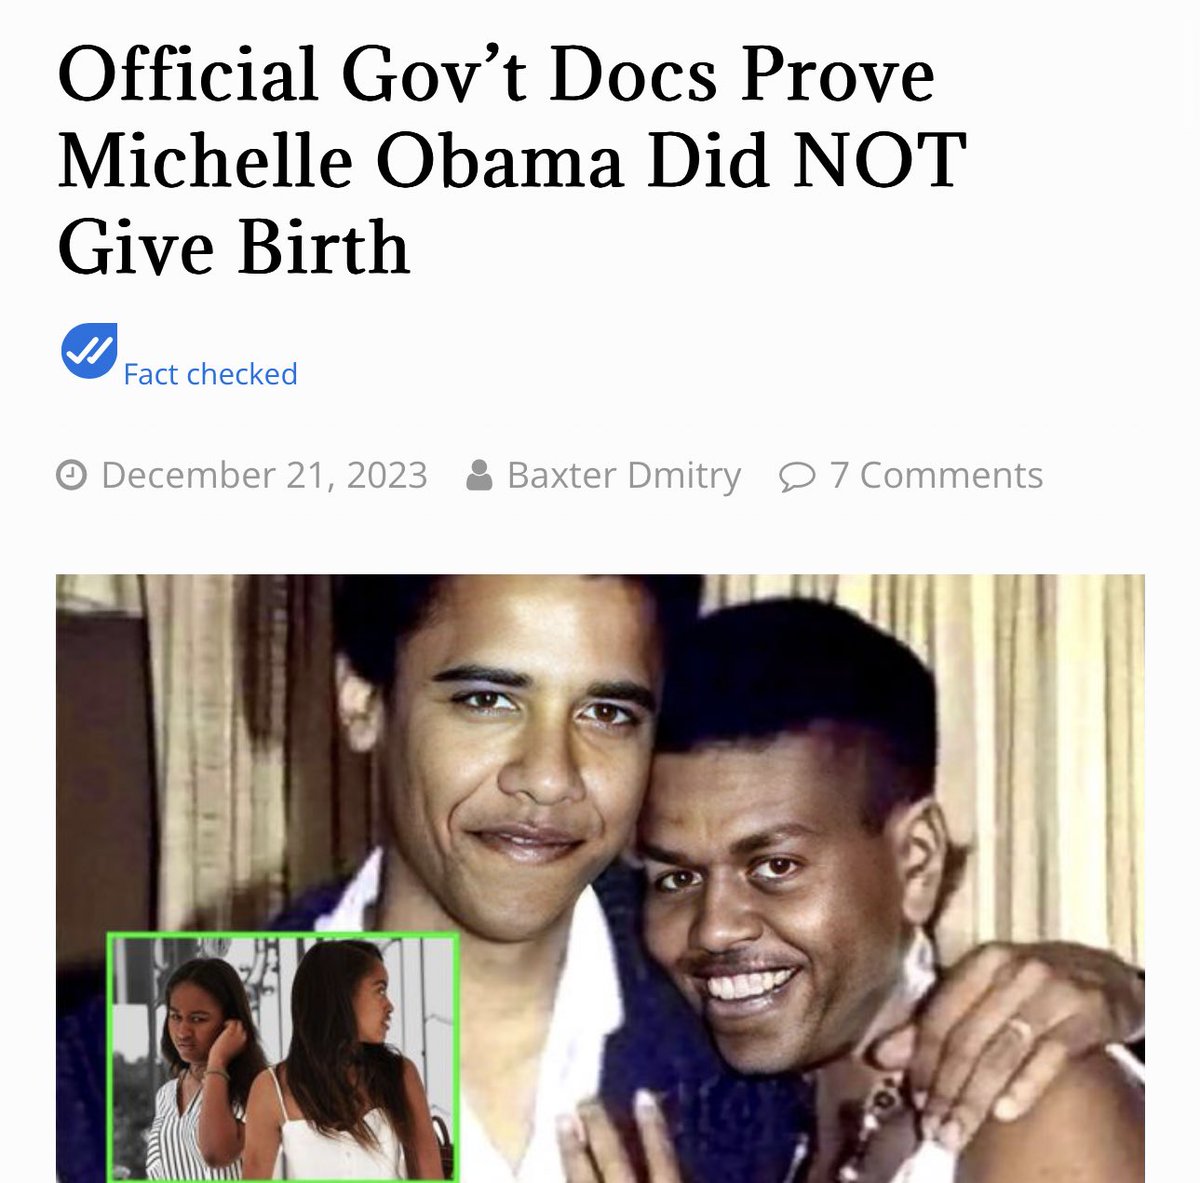 Official Gov’t Docs Prove
Michelle Obama Did NOT
Give Birth
Fact checked
December 21, 2023 Baxter Dmitry 7 Comments